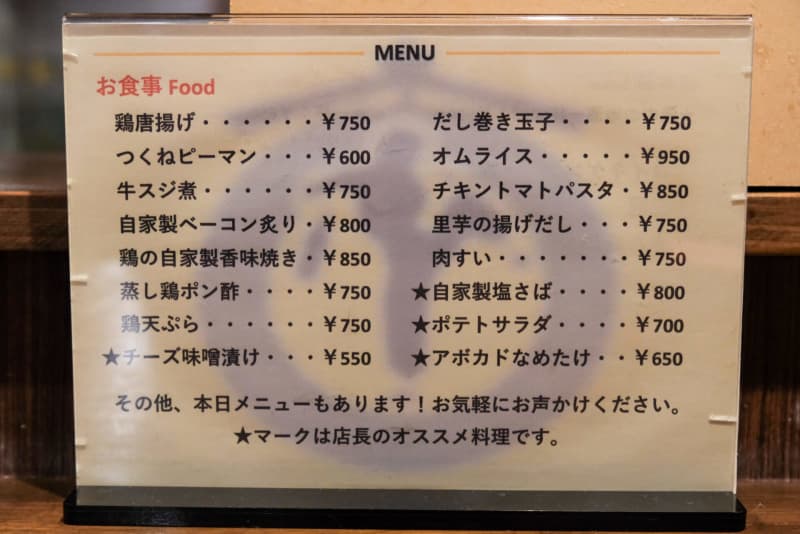 MENU
お食事 Food
鶏唐揚げ・・・・・・￥750
つくねピーマン・・・￥600
牛スジ煮・・・・・・￥750
自家製ベーコン炙り・￥800
鶏の自家製香味焼き・￥850
蒸し鶏ポン酢・・・・￥750
鶏天ぷら・・・・・・￥750
★チーズ味噌漬け・・・￥550
だし巻き玉子・・・・￥750
オムライス・・・・・￥950
チキントマトパスタ・￥850
里芋の揚げだし・・・￥750
肉すい・・・・・・・￥750
★自家製塩さば・・・・￥800
★ポテトサラダ・・・・￥700
★アボカドなめたけ・・￥650
その他、本日メニューもあります！お気軽にお声かけください。
★マークは店長のオススメ料理です。